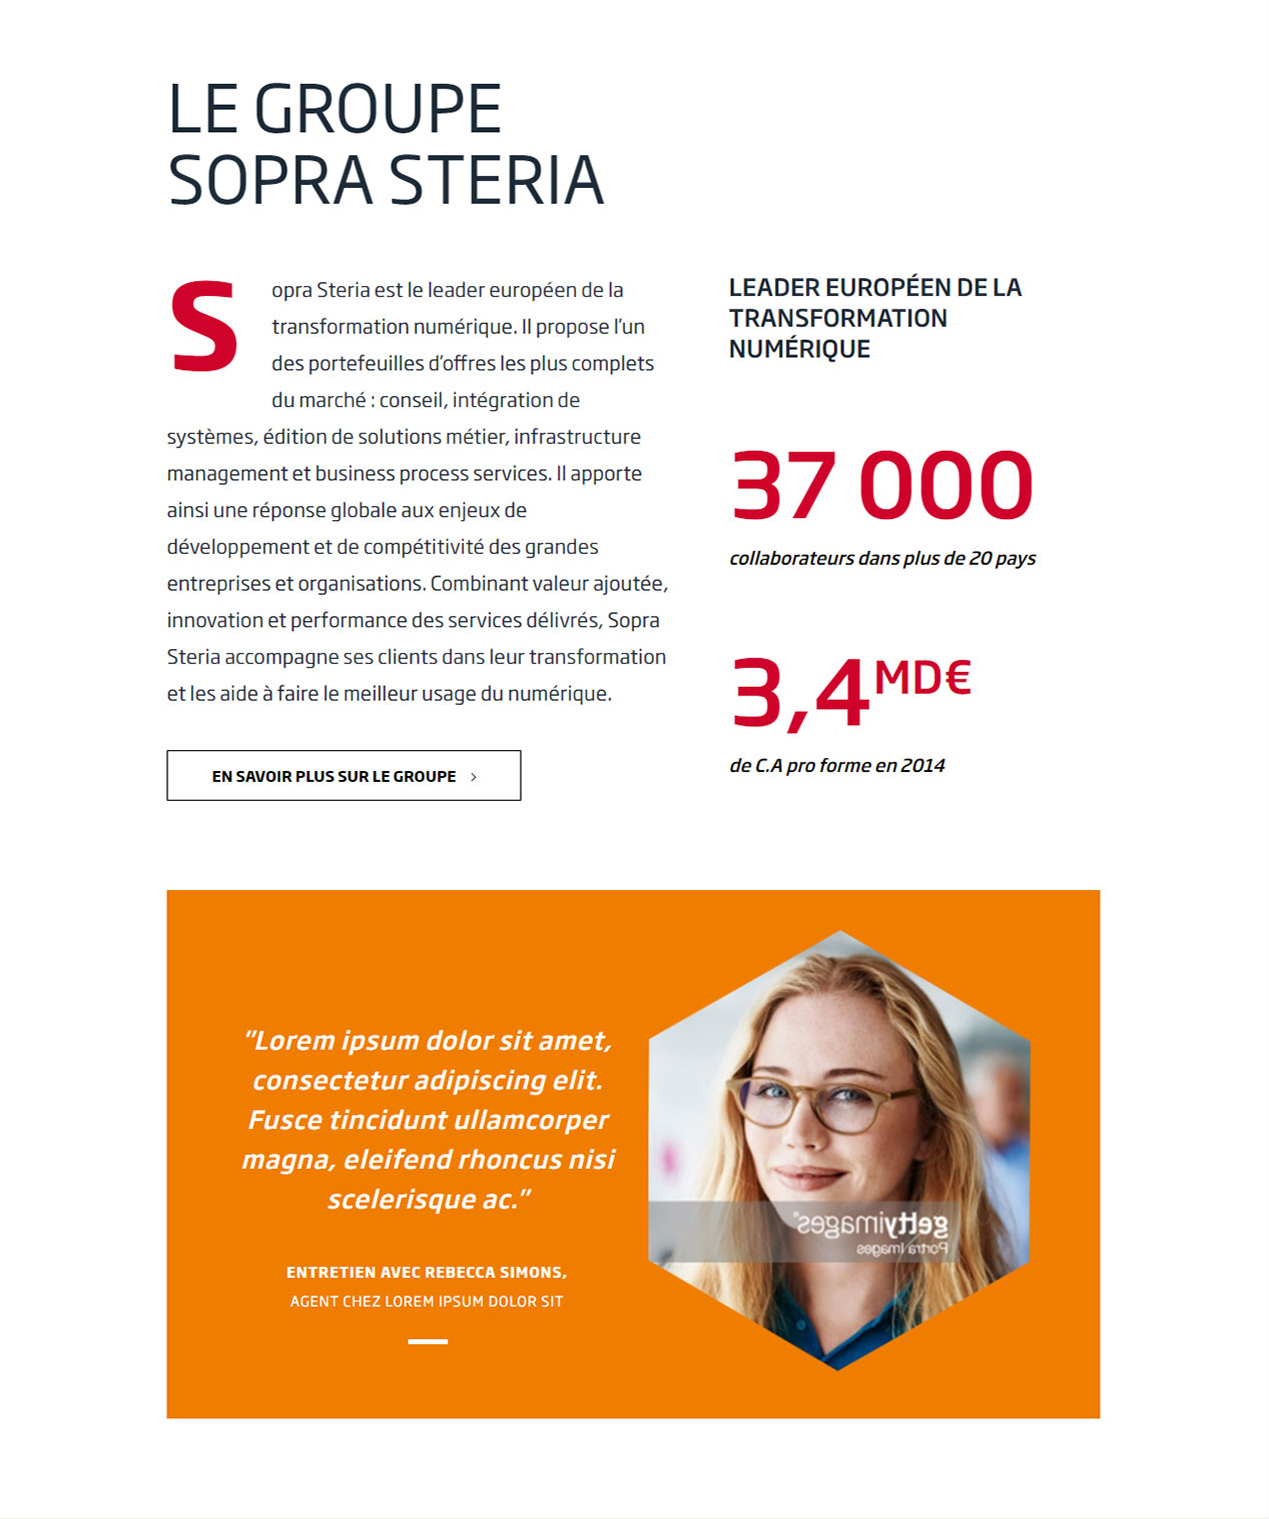 LE GROUPE
SOPRA STERIA
Sopra Steria est le leader européen de la
transformation numérique. Il propose l'un
des portefeuilles d'offres les plus complets
du marché : conseil, intégration de
systèmes, édition de solutions métier, infrastructure
management et business process services. Il apporte
ainsi une réponse globale aux enjeux de
développement et de compétitivité des grandes
entreprises et organisations. Combinant valeur ajoutée,
innovation et performance des services délivrés, Sopra
Steria accompagne ses clients dans leur transformation
et les aide à faire le meilleur usage du numérique.
EN SAVOIR PLUS SUR LE GROUPE >
LEADER EUROPÉEN DE LA
TRANSFORMATION
NUMÉRIQUE
37 000
collaborateurs dans plus de 20 pays
3,4 MD€
de C.A pro forme en 2014
"Lorem ipsum dolor sit amet,
consectetur adipiscing elit.
Fusce tincidunt ullamcorper
magna, eleifend rhoncus nisi
scelerisque ac."
ENTRETIEN AVEC REBECCA SIMONS,
AGENT CHEZ LOREM IPSUM DOLOR SIT
gettyimages®
Portra Images